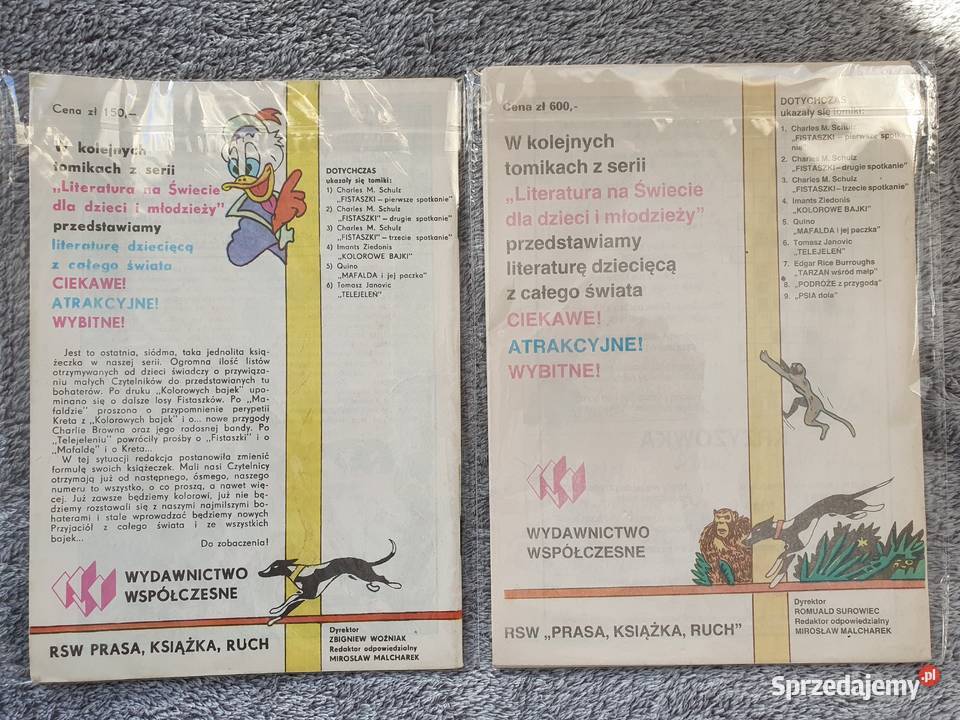 Cena zł 150,—
W kolejnych
tomikach z serii
„Literatura na Świecie
dla dzieci i młodzieży”
przedstawiamy
literaturę dziecięcą
z całego świata
CIEKAWE!
ATRAKCYJNE!
WYBITNE!
DOTYCHCZAS
ukazały się tomiki:
1) Charles M. Schulz
„FISTASZKI – pierwsze spotkanie”
2) Charles M. Schulz
„FISTASZKI” – drugie spotkanie
3) Charles M. Schulz
„FISTASZKI – trzecie spotkanie
4) Imants Ziedonis
„KOLOROWE BAJKI”
5) Quino
„MAFALDA i jej paczka”
6) Tomasz Janovic
„TELEJELEŃ”
Jest to ostatnia, siódma, taka jednolita ksią-
żeczka w naszej serii. Ogromna ilość listów
otrzymywanych od dzieci świadczy o przywiąza-
niu małych Czytelników do przedstawianych tu
bohaterów. Po druku „Kolorowych bajek” upo-
minano się o dalsze losy Fistaszków. Po „Ma-
faldzie” proszono o przypomnienie perypetii
Kreta z „Kolorowych bajek” i o... nowe przygody
Charlie Browna oraz jego radosnej bandy. Po
„Telejeleniu” powróciły prośby o „Fistaszki” i o
„Mafaldę” i o Kreta...
W tej sytuacji redakcja postanowiła zmienić
formułę swoich książeczek. Mali nasi Czytelnicy
otrzymają już od następnego, ósmego, naszego
numeru to wszystko, o co proszą, a nawet wię-
cej. Już zawsze będziemy kolorowi, już nie bę-
dziemy rozstawali się z naszymi najmilszymi bo-
haterami i stale wprowadzać będziemy nowych
Przyjaciół z całego świata i ze wszystkich
bajek...
Do zobaczenia!
WYDAWNICTWO
WSPÓŁCZESNE
RSW PRASA, KSIĄŻKA, RUCH
Dyrektor
ZBIGNIEW WOŹNIAK
Redaktor odpowiedzialny
MIROSŁAW MALCHAREK
Cena zł 600,-
W kolejnych
tomikach z serii
„Literatura na Świecie
dla dzieci i młodzieży”
przedstawiamy
literaturę dziecięcą
z całego świata
CIEKAWE!
ATRAKCYJNE!
WYBITNE!
DOTYCHCZAS
ukazały się tomiki:
1. Charles M. Schulz
„FISTASZKI – pierwsze spotka-
nie”
2. Charles M. Schulz
„FISTASZKI – drugie spotkanie”
3. Charles M. Schulz
„FISTASZKI – trzecie spotkanie
4. Imants Ziedonis
„KOLOROWE BAJKI”
5. Quino
„MAFALDA i jej paczka”
6. Tomasz Janovic
„TELEJELEŃ”
7. Edgar Rice Burroughs
„TARZAN wśród małp”
8. „PODRÓŻE z przygodą”
9. „PSIA dola”
WYDAWNICTWO
WSPÓŁCZESNE
RSW „PRASA, KSIĄŻKA, RUCH”
Dyrektor
ROMUALD SUROWIEC
Redaktor odpowiedzialny
MIROSŁAW MALCHAREK
Sprzedajemy.pl